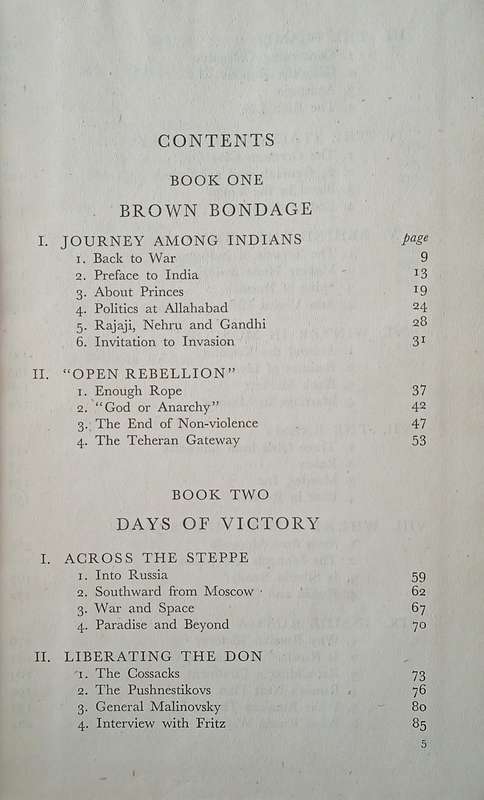 CONTENTS
BOOK ONE
BROWN BONDAGE
I. JOURNEY AMONG INDIANS page
1. Back to War 9
2. Preface to India 13
3. About Princes 19
4. Politics at Allahabad 24
5. Rajaji, Nehru and Gandhi 28
6. Invitation to Invasion 31
II. “OPEN REBELLION”
1. Enough Rope 37
2. “God or Anarchy” 42
3. The End of Non-violence 47
4. The Teheran Gateway 53
BOOK TWO
DAYS OF VICTORY
I. ACROSS THE STEPPE
1. Into Russia 59
2. Southward from Moscow 62
3. War and Space 67
4. Paradise and Beyond 70
II. LIBERATING THE DON
1. The Cossacks 73
2. The Pushnestikovs 76
3. General Malinovsky 80
4. Interview with Fritz 85
5